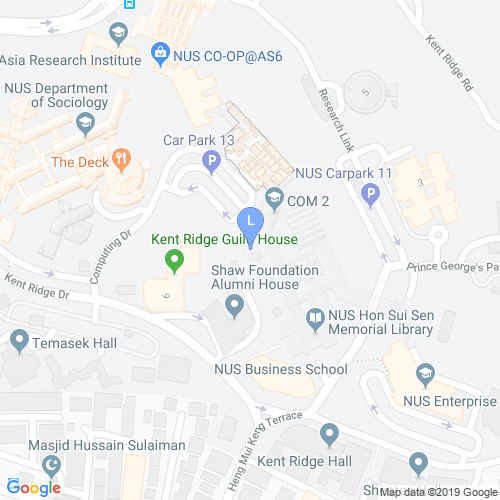 Asia Research Institute
NUS CO-OP@AS6
Kent Ridge Rd
NUS Department
of Sociology
5
Research Link
The Deck
Car Park 13
NUS Carpark 11
3
COM 2
L
Kent Ridge Guild House
Computing Dr
Prince George's Pa
Kent Ridge Dr
6
Shaw Foundation
Alumni House
NUS Hon Sui Sen
Memorial Library
Temasek Hall
NUS Business School
NUS Enterprise
Heng Mui Keng Terrace
Masjid Hussain Sulaiman
Kent Ridge Hall
Google
Map data ©2019 Google